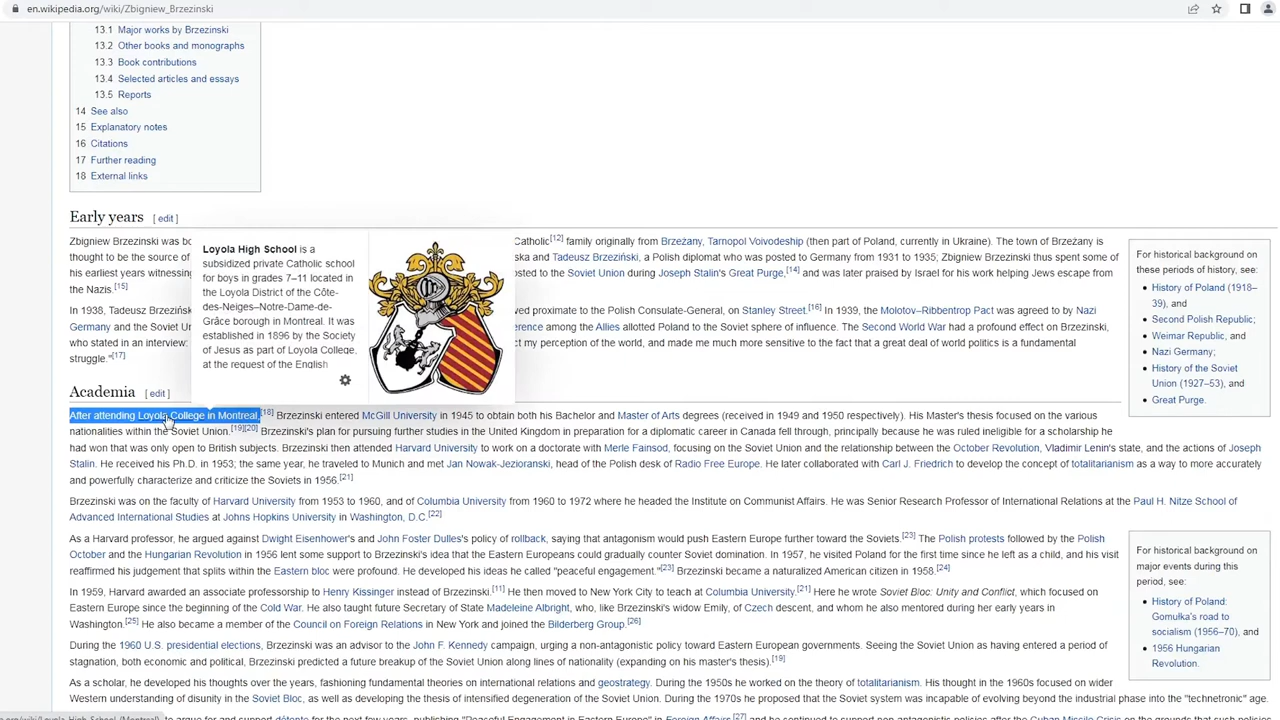 en.wikipedia.org/wiki/Zbigniew_Brzezinski
13.1 Major works by Brzezinski
13.2 Other books and monographs
13.3 Book contributions
13.4 Selected articles and essays
13.5 Reports
14 See also
15 Explanatory notes
16 Citations
17 Further reading
18 External links
Early years [ edit ]
Zbigniew Brzezinski was bo
thought to be the source of
his earliest years witnessing
the Nazis.[15]
In 1938, Tadeusz Brzeziński
Germany and the Soviet Un
who stated in an interview:
struggle."[17]
Loyola High School is a
subsidized private Catholic school
for boys in grades 7–11 located in
the Loyola District of the Côte-
des-Neiges–Notre-Dame-de-
Grâce borough in Montreal. It was
established in 1896 by the Society
of Jesus as part of Loyola College,
at the request of the English
Catholic[12] family originally from Brzeżany, Tarnopol Voivodeship (then part of Poland, currently in Ukraine). The town of Brzeżany is
ska and Tadeusz Brzeziński, a Polish diplomat who was posted to Germany from 1931 to 1935; Zbigniew Brzezinski thus spent some of
osted to the Soviet Union during Joseph Stalin's Great Purge,[14] and was later praised by Israel for his work helping Jews escape from
ved proximate to the Polish Consulate-General, on Stanley Street.[16] In 1939, the Molotov–Ribbentrop Pact was agreed to by Nazi
erence among the Allies allotted Poland to the Soviet sphere of influence. The Second World War had a profound effect on Brzezinski,
ct my perception of the world, and made me much more sensitive to the fact that a great deal of world politics is a fundamental
For historical background on
these periods of history, see:
History of Poland (1918–
39), and
Second Polish Republic;
Weimar Republic, and
Nazi Germany;
History of the Soviet
Union (1927–53), and
Great Purge.
Academia [ edit ]
After attending Loyola College in Montreal,[18] Brzezinski entered McGill University in 1945 to obtain both his Bachelor and Master of Arts degrees (received in 1949 and 1950 respectively). His Master's thesis focused on the various
nationalities within the Soviet Union.[19][20] Brzezinski's plan for pursuing further studies in the United Kingdom in preparation for a diplomatic career in Canada fell through, principally because he was ruled ineligible for a scholarship he
had won that was only open to British subjects. Brzezinski then attended Harvard University to work on a doctorate with Merle Fainsod, focusing on the Soviet Union and the relationship between the October Revolution, Vladimir Lenin's state, and the actions of Joseph
Stalin. He received his Ph.D. in 1953; the same year, he traveled to Munich and met Jan Nowak-Jezioranski, head of the Polish desk of Radio Free Europe. He later collaborated with Carl J. Friedrich to develop the concept of totalitarianism as a way to more accurately
and powerfully characterize and criticize the Soviets in 1956.[21]
Brzezinski was on the faculty of Harvard University from 1953 to 1960, and of Columbia University from 1960 to 1972 where he headed the Institute on Communist Affairs. He was Senior Research Professor of International Relations at the Paul H. Nitze School of
Advanced International Studies at Johns Hopkins University in Washington, D.C.[22]
As a Harvard professor, he argued against Dwight Eisenhower's and John Foster Dulles's policy of rollback, saying that antagonism would push Eastern Europe further toward the Soviets.[23] The Polish protests followed by the Polish
October and the Hungarian Revolution in 1956 lent some support to Brzezinski's idea that the Eastern Europeans could gradually counter Soviet domination. In 1957, he visited Poland for the first time since he left as a child, and his visit
reaffirmed his judgement that splits within the Eastern bloc were profound. He developed his ideas he called "peaceful engagement."[23] Brzezinski became a naturalized American citizen in 1958.[24]
In 1959, Harvard awarded an associate professorship to Henry Kissinger instead of Brzezinski.[11] He then moved to New York City to teach at Columbia University.[21] Here he wrote Soviet Bloc: Unity and Conflict, which focused on
Eastern Europe since the beginning of the Cold War. He also taught future Secretary of State Madeleine Albright, who, like Brzezinski's widow Emily, of Czech descent, and whom he also mentored during her early years in
Washington.[25] He also became a member of the Council on Foreign Relations in New York and joined the Bilderberg Group.[26]
During the 1960 U.S. presidential elections, Brzezinski was an advisor to the John F. Kennedy campaign, urging a non-antagonistic policy toward Eastern European governments. Seeing the Soviet Union as having entered a period of
stagnation, both economic and political, Brzezinski predicted a future breakup of the Soviet Union along lines of nationality (expanding on his master's thesis).[19]
For historical background on
major events during this
period, see:
History of Poland:
Gomułka's road to
socialism (1956–70), and
1956 Hungarian
Revolution.
As a scholar, he developed his thoughts over the years, fashioning fundamental theories on international relations and geostrategy. During the 1950s he worked on the theory of totalitarianism. His thought in the 1960s focused on wider
Western understanding of disunity in the Soviet Bloc, as well as developing the thesis of intensified degeneration of the Soviet Union. During the 1970s he proposed that the Soviet system was incapable of evolving beyond the industrial phase into the "technetronic" age.